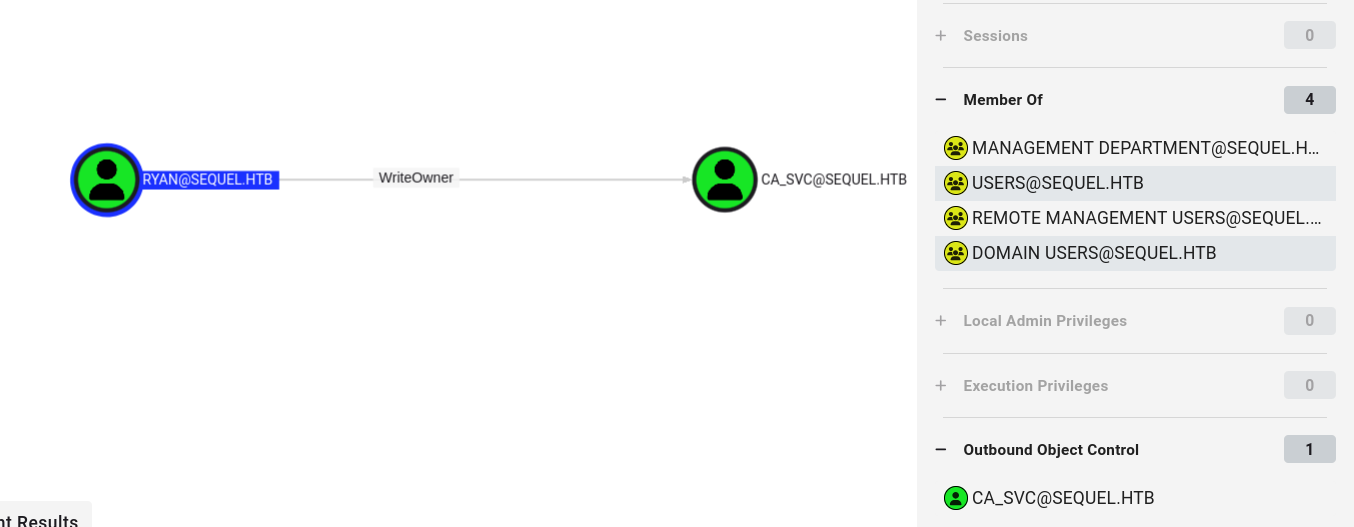 RYAN@SEQUEL.HTB
WriteOwner
CA_SVC@SEQUEL.HTB
nt Results
+ Sessions 0
− Member Of 4
MANAGEMENT DEPARTMENT@SEQUEL.H...
USERS@SEQUEL.HTB
REMOTE MANAGEMENT USERS@SEQUEL....
DOMAIN USERS@SEQUEL.HTB
+ Local Admin Privileges 0
+ Execution Privileges 0
− Outbound Object Control 1
CA_SVC@SEQUEL.HTB